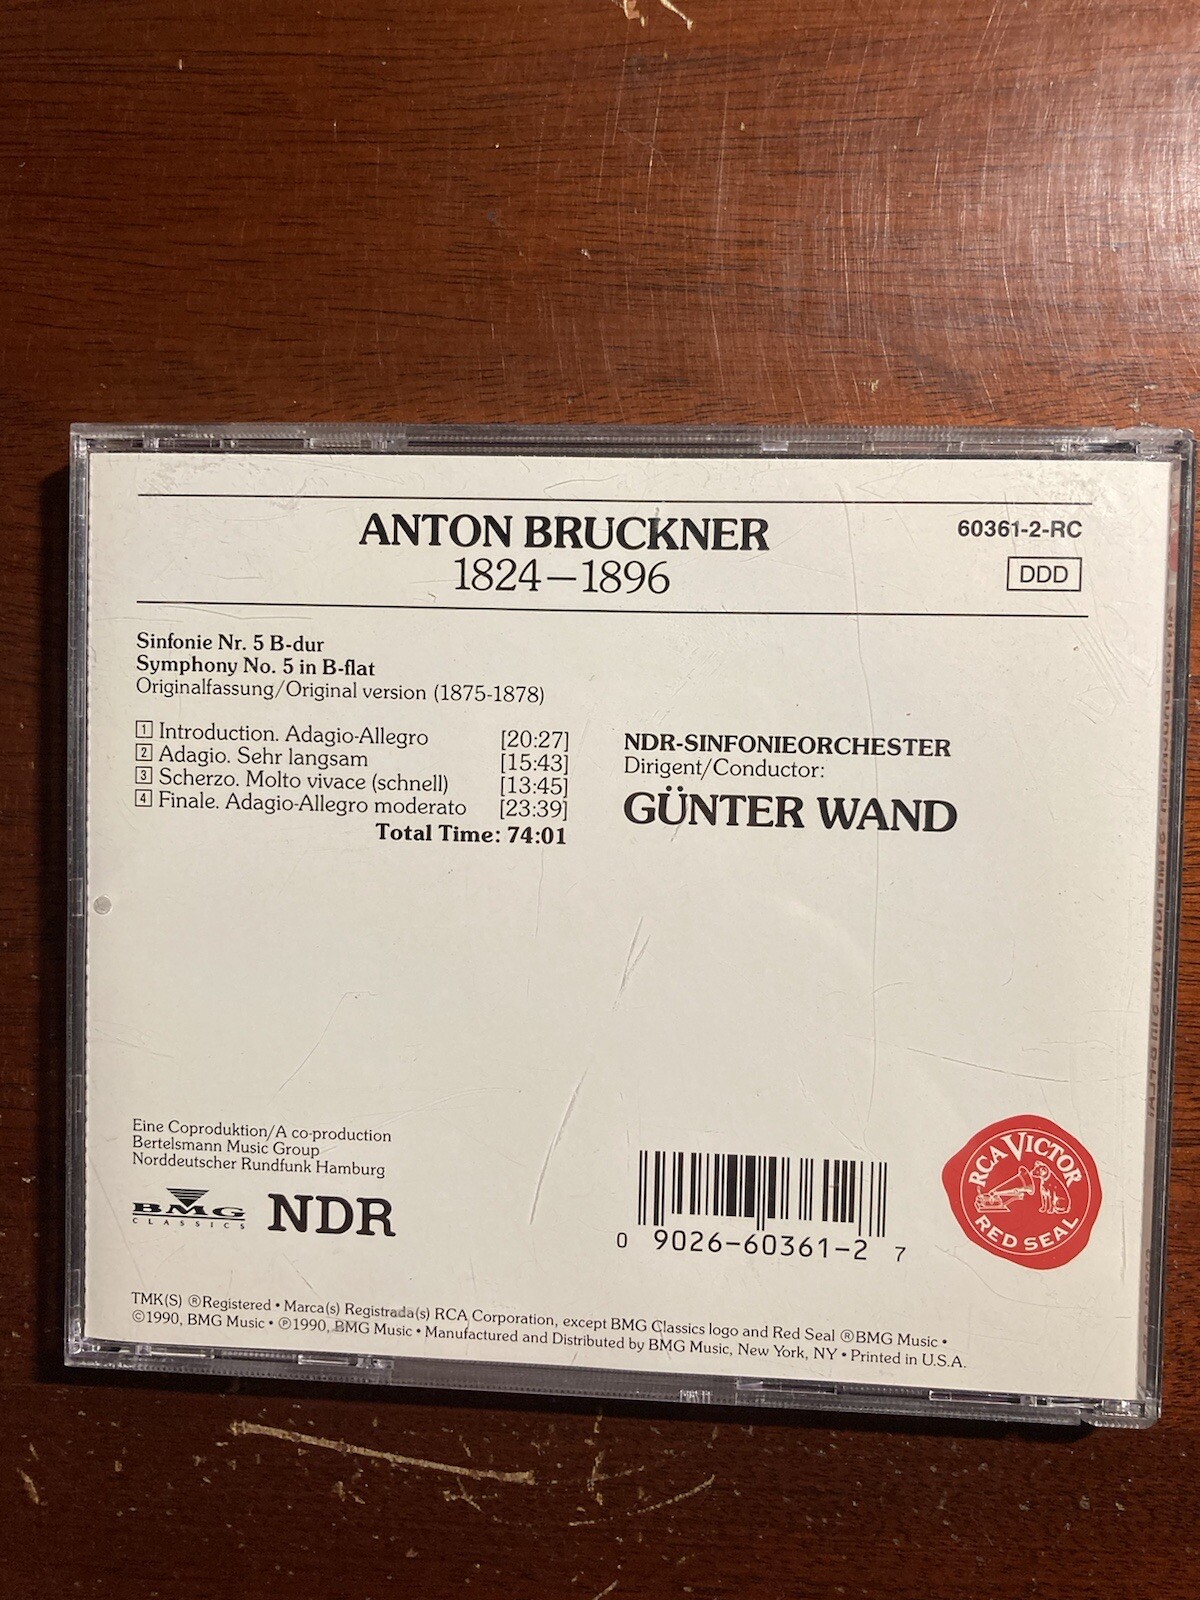 ANTON BRUCKNER
1824–1896
60361-2-RC
DDD
Sinfonie Nr. 5 B-dur
Symphony No. 5 in B-flat
Originalfassung/Original version (1875-1878)
1 Introduction. Adagio-Allegro [20:27]
2 Adagio. Sehr langsam [15:43]
3 Scherzo. Molto vivace (schnell) [13:45]
4 Finale. Adagio-Allegro moderato [23:39]
Total Time: 74:01
NDR-SINFONIEORCHESTER
Dirigent/Conductor:
GÜNTER WAND
Eine Coproduktion/A co-production
Bertelsmann Music Group
Norddeutscher Rundfunk Hamburg
BMG
CLASSICS
NDR
0 9026-60361-2 7
RCA VICTOR
RED SEAL
TMK(S) ®Registered • Marca(s) Registrada(s) RCA Corporation, except BMG Classics logo and Red Seal ®BMG Music •
©1990, BMG Music • ℗1990, BMG Music • Manufactured and Distributed by BMG Music, New York, NY • Printed in U.S.A.